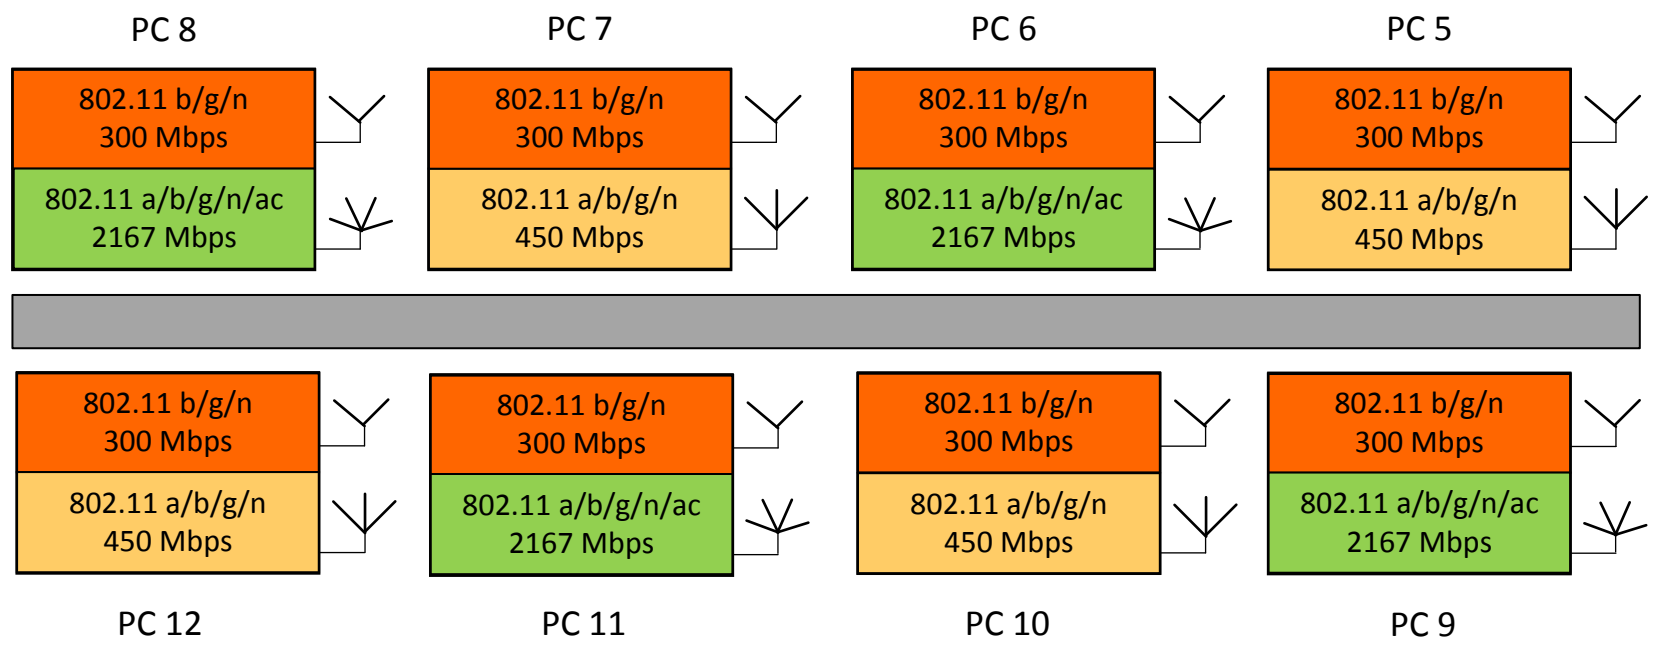 PC 8
PC 7
PC 6
PC 5
802.11 b/g/n
300 Mbps
802.11 a/b/g/n/ac
2167 Mbps
802.11 b/g/n
300 Mbps
802.11 a/b/g/n
450 Mbps
802.11 b/g/n
300 Mbps
802.11 a/b/g/n/ac
2167 Mbps
802.11 b/g/n
300 Mbps
802.11 a/b/g/n
450 Mbps
802.11 b/g/n
300 Mbps
802.11 a/b/g/n
450 Mbps
802.11 b/g/n
300 Mbps
802.11 a/b/g/n/ac
2167 Mbps
802.11 b/g/n
300 Mbps
802.11 a/b/g/n
450 Mbps
802.11 b/g/n
300 Mbps
802.11 a/b/g/n/ac
2167 Mbps
PC 12
PC 11
PC 10
PC 9